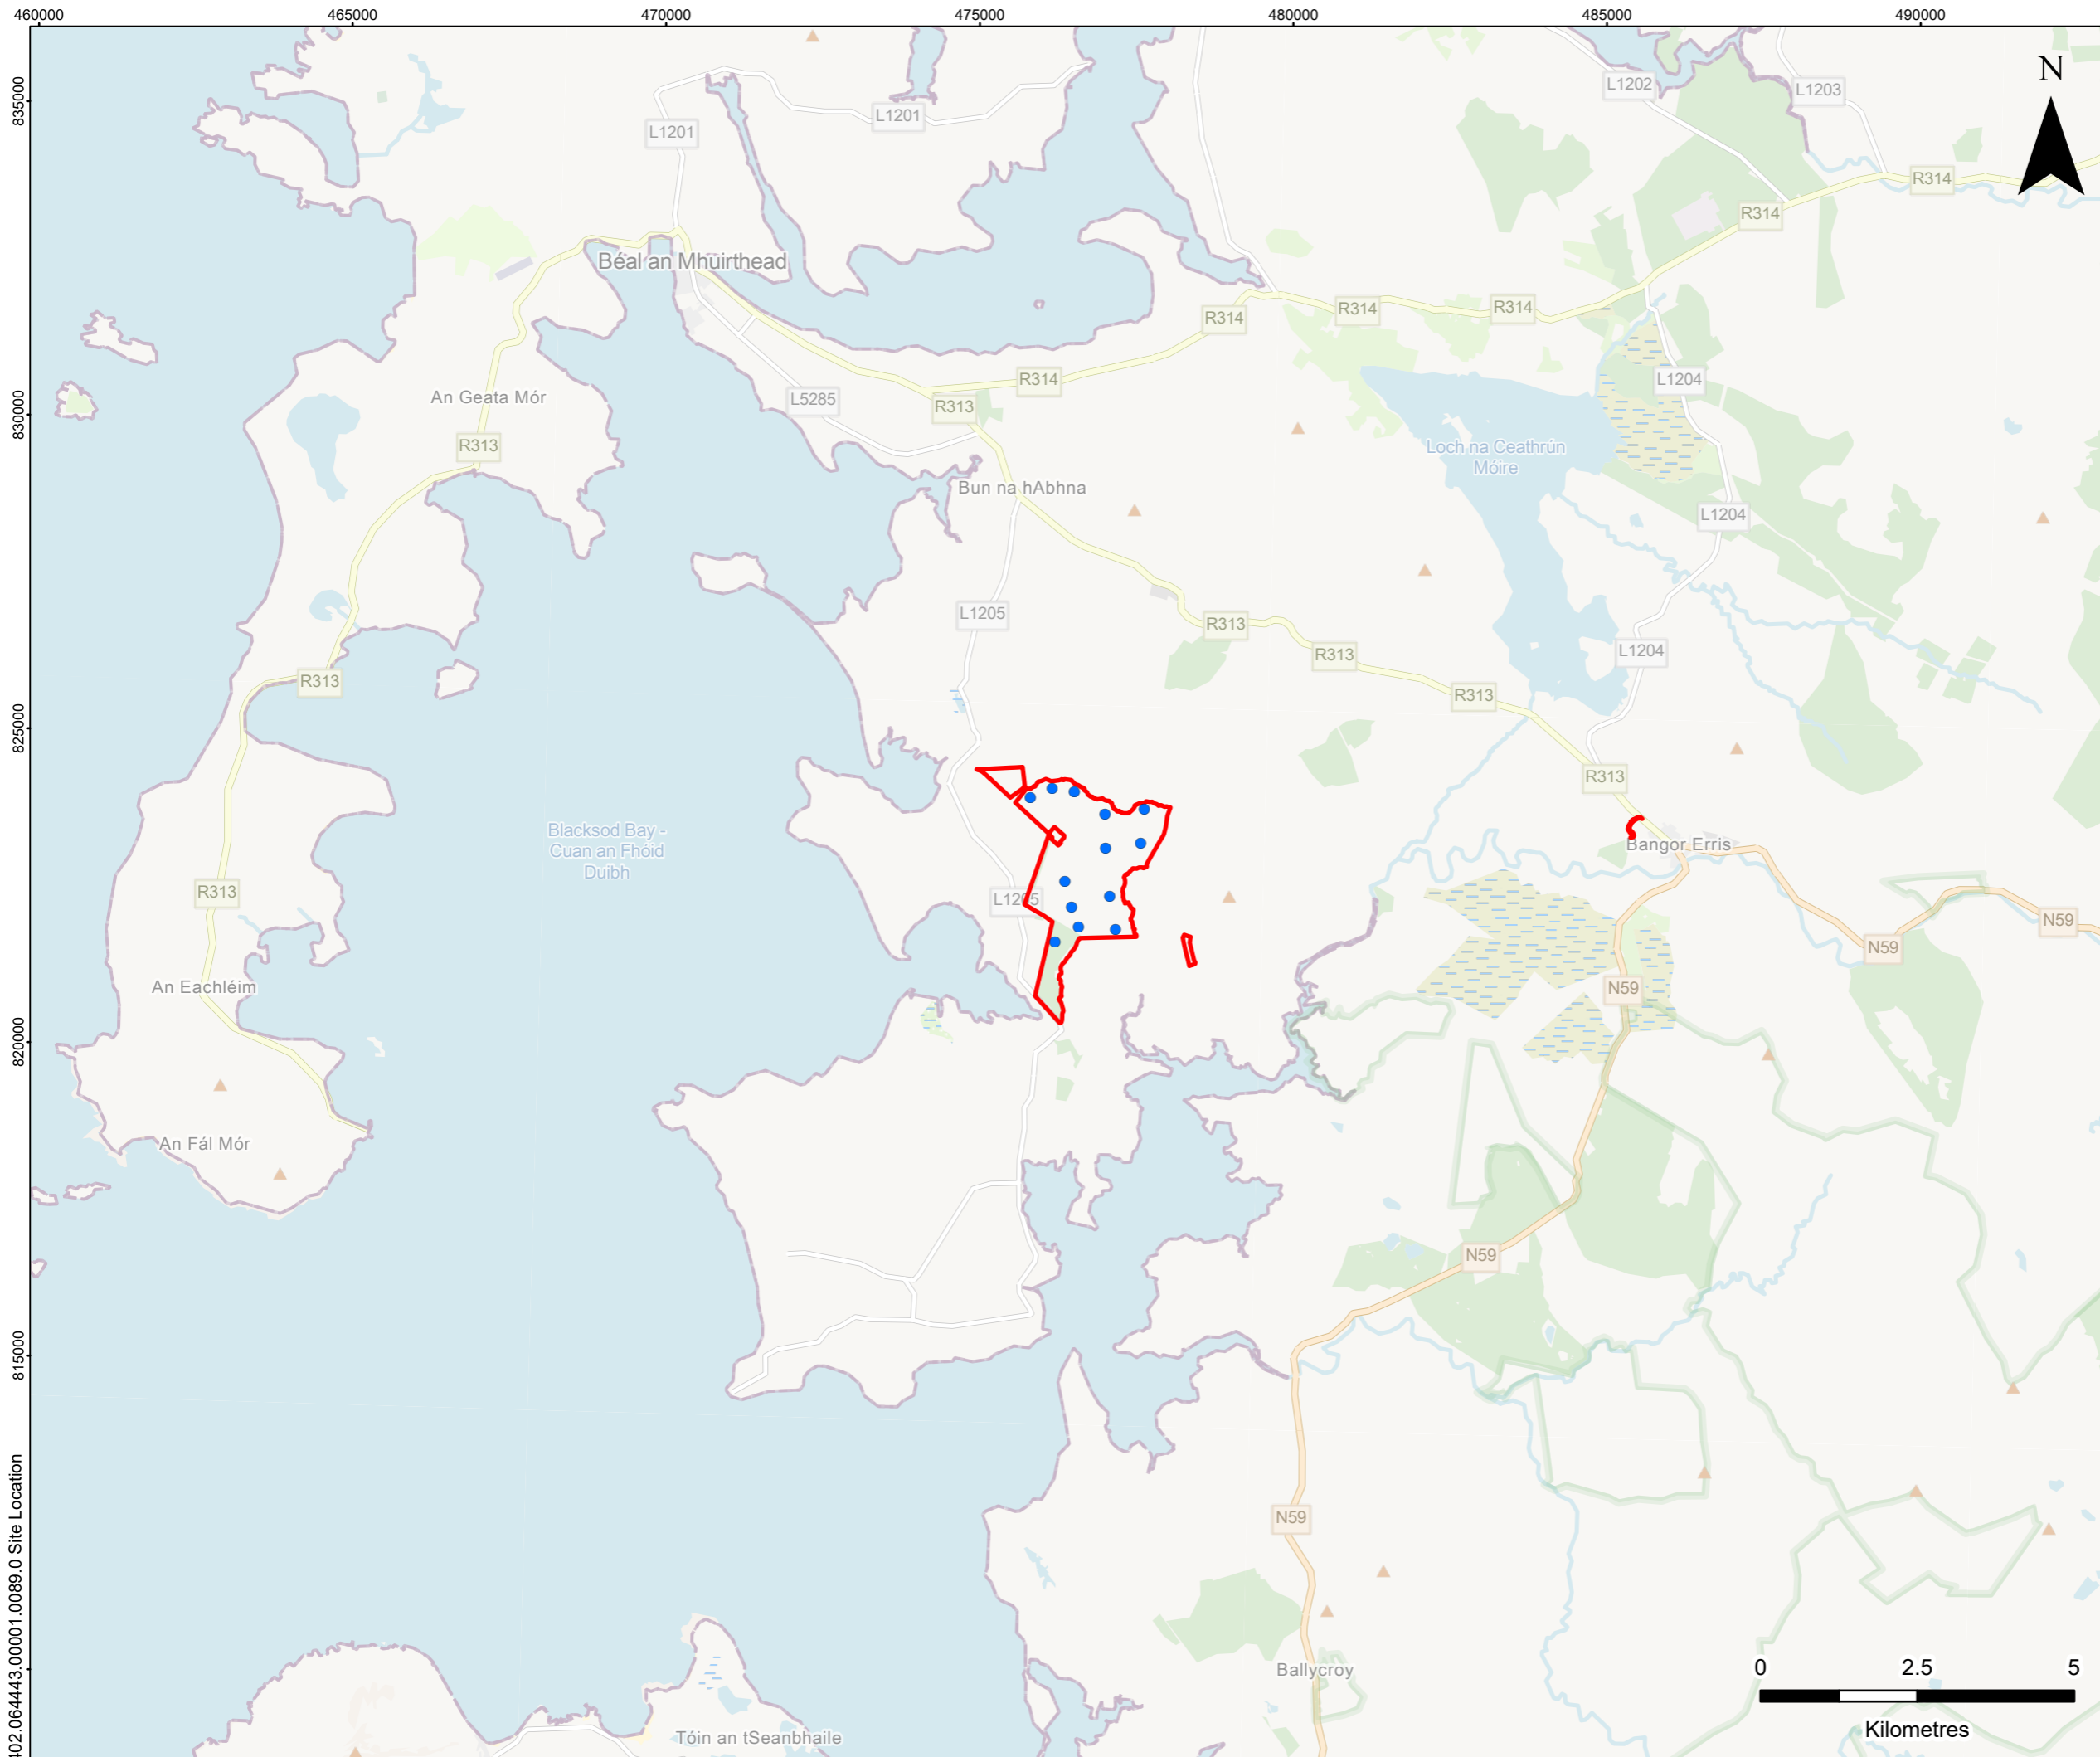 460000
465000
470000
475000
480000
485000
490000
835000
830000
825000
820000
815000
N
L1202
L1203
L1201
L1201
R314
R314
Béal an Mhuirthead
R314
R314
R314
R314
L1204
An Geata Mór
L5285
R313
R313
Loch na Ceathrún
Móire
Bun na hAbhna
L1204
L1205
R313
R313
L1204
R313
R313
R313
Blacksod Bay -
Cuan an Fhóid
Duibh
Bangor Erris
R313
L1205
N59
N59
An Eachléim
N59
An Fál Mór
N59
N59
Ballycroy
Tóin an tSeanbhaile
0 2.5 5
Kilometres
402.064443.00001.0089.0 Site Location